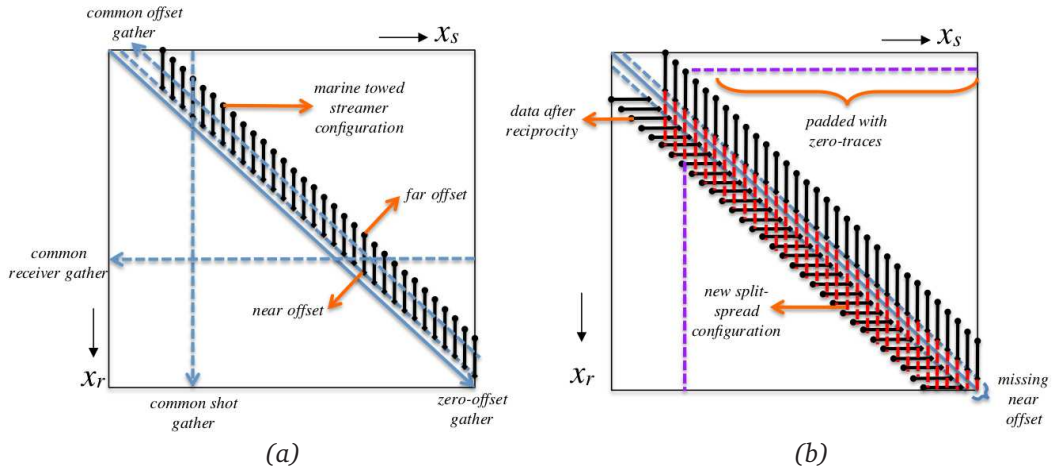 common offset
gather
x_s
marine towed
streamer
configuration
far offset
common
receiver gather
near offset
x_r
common shot
gather
zero-offset
gather
(a)
x_s
data after
reciprocity
padded with
zero-traces
new split-
spread
configuration
x_r
missing
near
offset
(b)